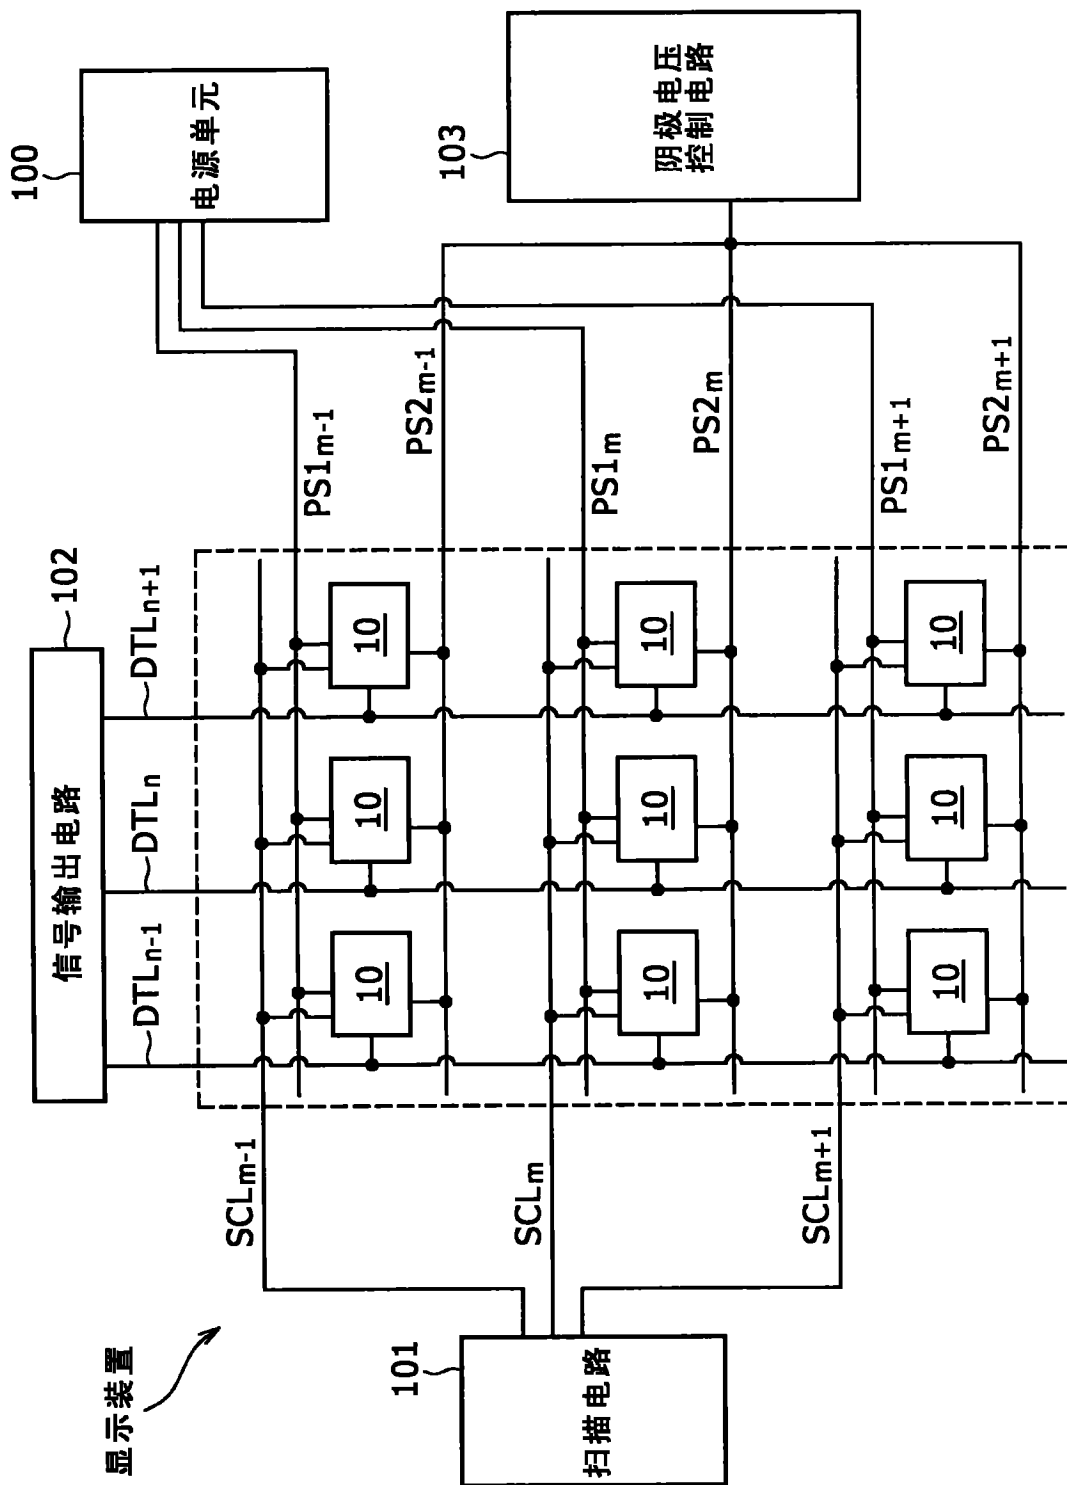 显示装置
101
扫描电路
SCLm-1
SCLm
SCLm+1
信号输出电路
102
DTLn-1
DTLn
DTLn+1
10
10
10
10
10
10
10
10
10
PS1m-1
PS2m-1
PS1m
PS2m
PS1m+1
PS2m+1
100
电源单元
103
阴极电压
控制电路